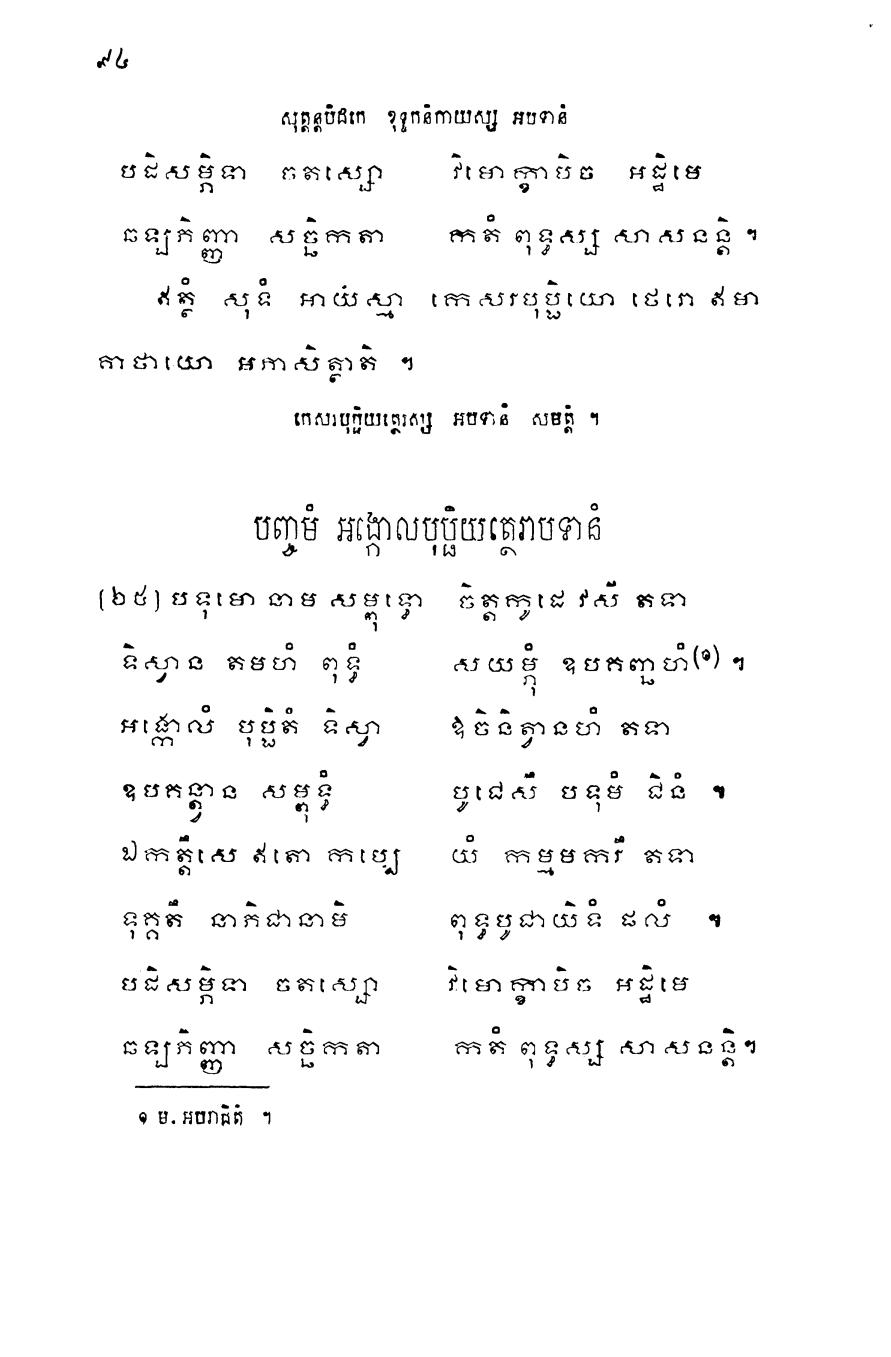 ៩៤
សុត្តន្តបិដកេ ខុទ្ទកនិកាយស្ស អបទានំ
បដិសម្ភិទា ចតស្សោ វិមោក្ខាបិច អដ្ឋិមេ
ឆឡភិញ្ញា សច្ឆិកតា កតំ ពុទ្ធស្ស សាសនន្តិ ។
ឥត្ថំ សុទំ អាយស្មា កេសរបុប្ផិយោ ថេរោ ឥមា
គាថាយោ អភាសិត្ថាតិ ។
កេសរបុប្ផិយត្ថេរស្ស អបទានំ សមត្តំ ។
បញ្ចមំ អង្កោលបុប្ផិយត្ថេរាបទានំ
(២៥) បទុមោ នាម សម្ពុទ្ធោ ចិត្តកូដេ វសី តទា
ទិស្វាន តមហំ ពុទ្ធំ សយម្ភុំ ឧបគញ្ឆហំ(១) ។
អង្កោលំ បុប្ផិតំ ទិស្វា ឱចិនិត្វានហំ តទា
ឧបគន្ត្វាន សម្ពុទ្ធំ បូជេសឹ បទុមំ ជិនំ ។
ឯកត្តឹសេ ឥតោ កប្បេ យំ កម្មមករឹ តទា
ទុគ្គតឹ នាភិជានាមិ ពុទ្ធបូជាយិទំ ផលំ ។
បដិសម្ភិទា ចតស្សោ វិមោក្ខាបិច អដ្ឋិមេ
ឆឡភិញ្ញា សច្ឆិកតា កតំ ពុទ្ធស្ស សាសនន្តិ។
១ ម. អបរាជិតំ ។